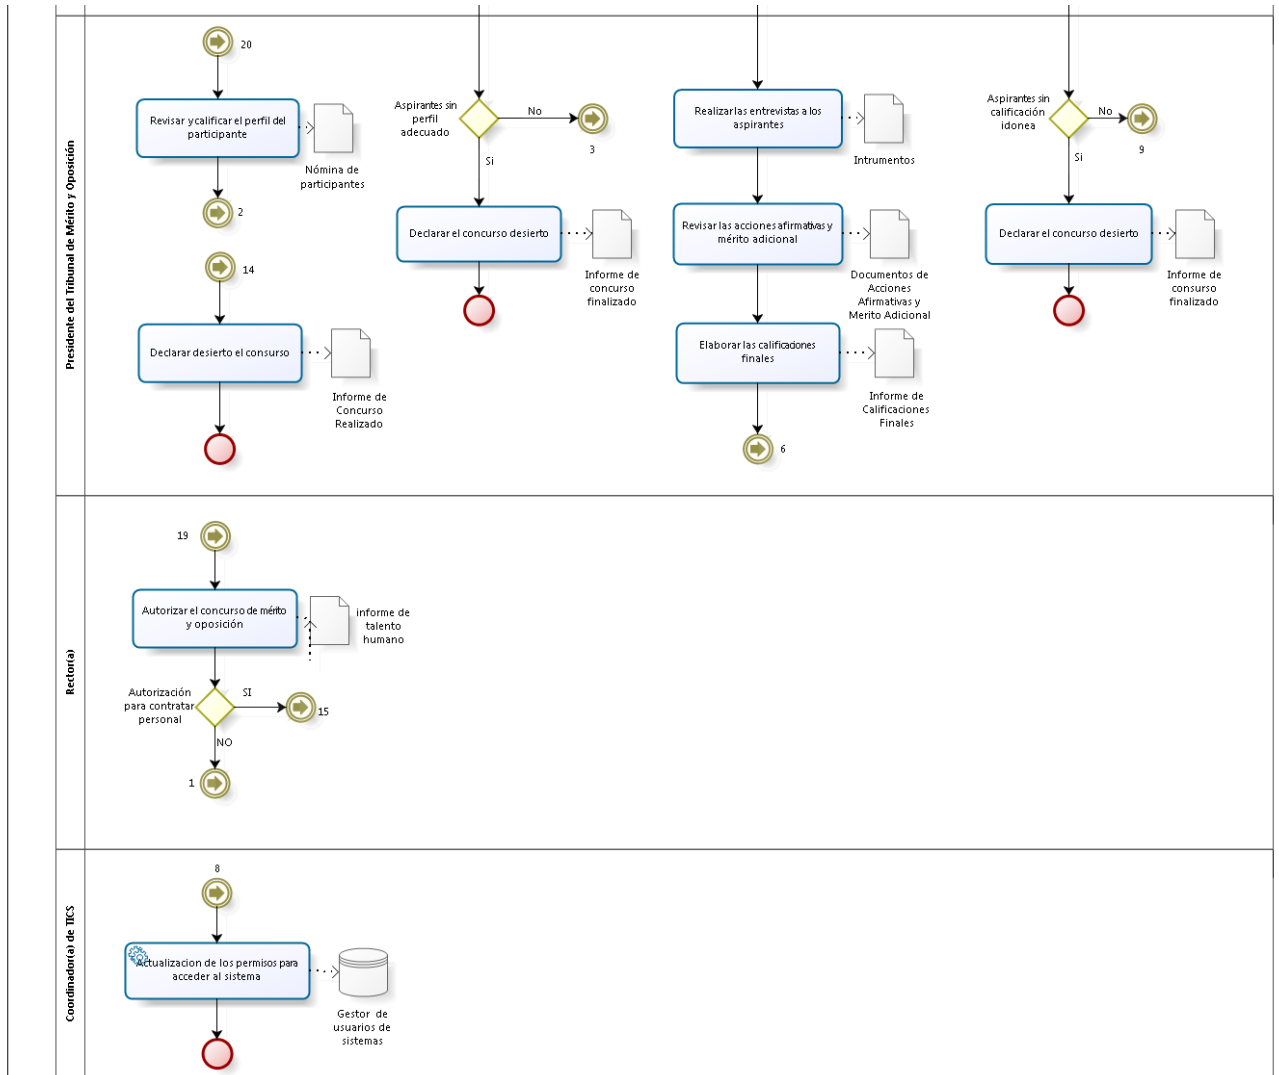 Presidente del Tribunal de Mérito y Oposición
20
Revisar y calificar el perfil del
participante
Nómina de
participantes
2
14
Declarar desierto el consurso
Informe de
Concurso
Realizado
Aspirantes sin
perfil
adecuado
No
3
Si
Declarar el concurso desierto
Informe de
concurso
finalizado
Realizar las entrevistas a los
aspirantes
Intrumentos
Revisar las acciones afirmativas y
mérito adicional
Documentos de
Acciones
Afirmativas y
Merito Adicional
Elaborar las calificaciones
finales
Informe de
Calificaciones
Finales
6
Aspirantes sin
calificación
idonea
No
9
Si
Declarar el concurso desierto
Informe de
consurso
finalizado
Rector(a)
19
Autorizar el concurso de mérito
y oposición
informe de
talento
humano
Autorización
para contratar
personal
SI
15
NO
1
Coordinador(a) de TICS
8
Actualizacion de los permisos para
acceder al sistema
Gestor de
usuarios de
sistemas